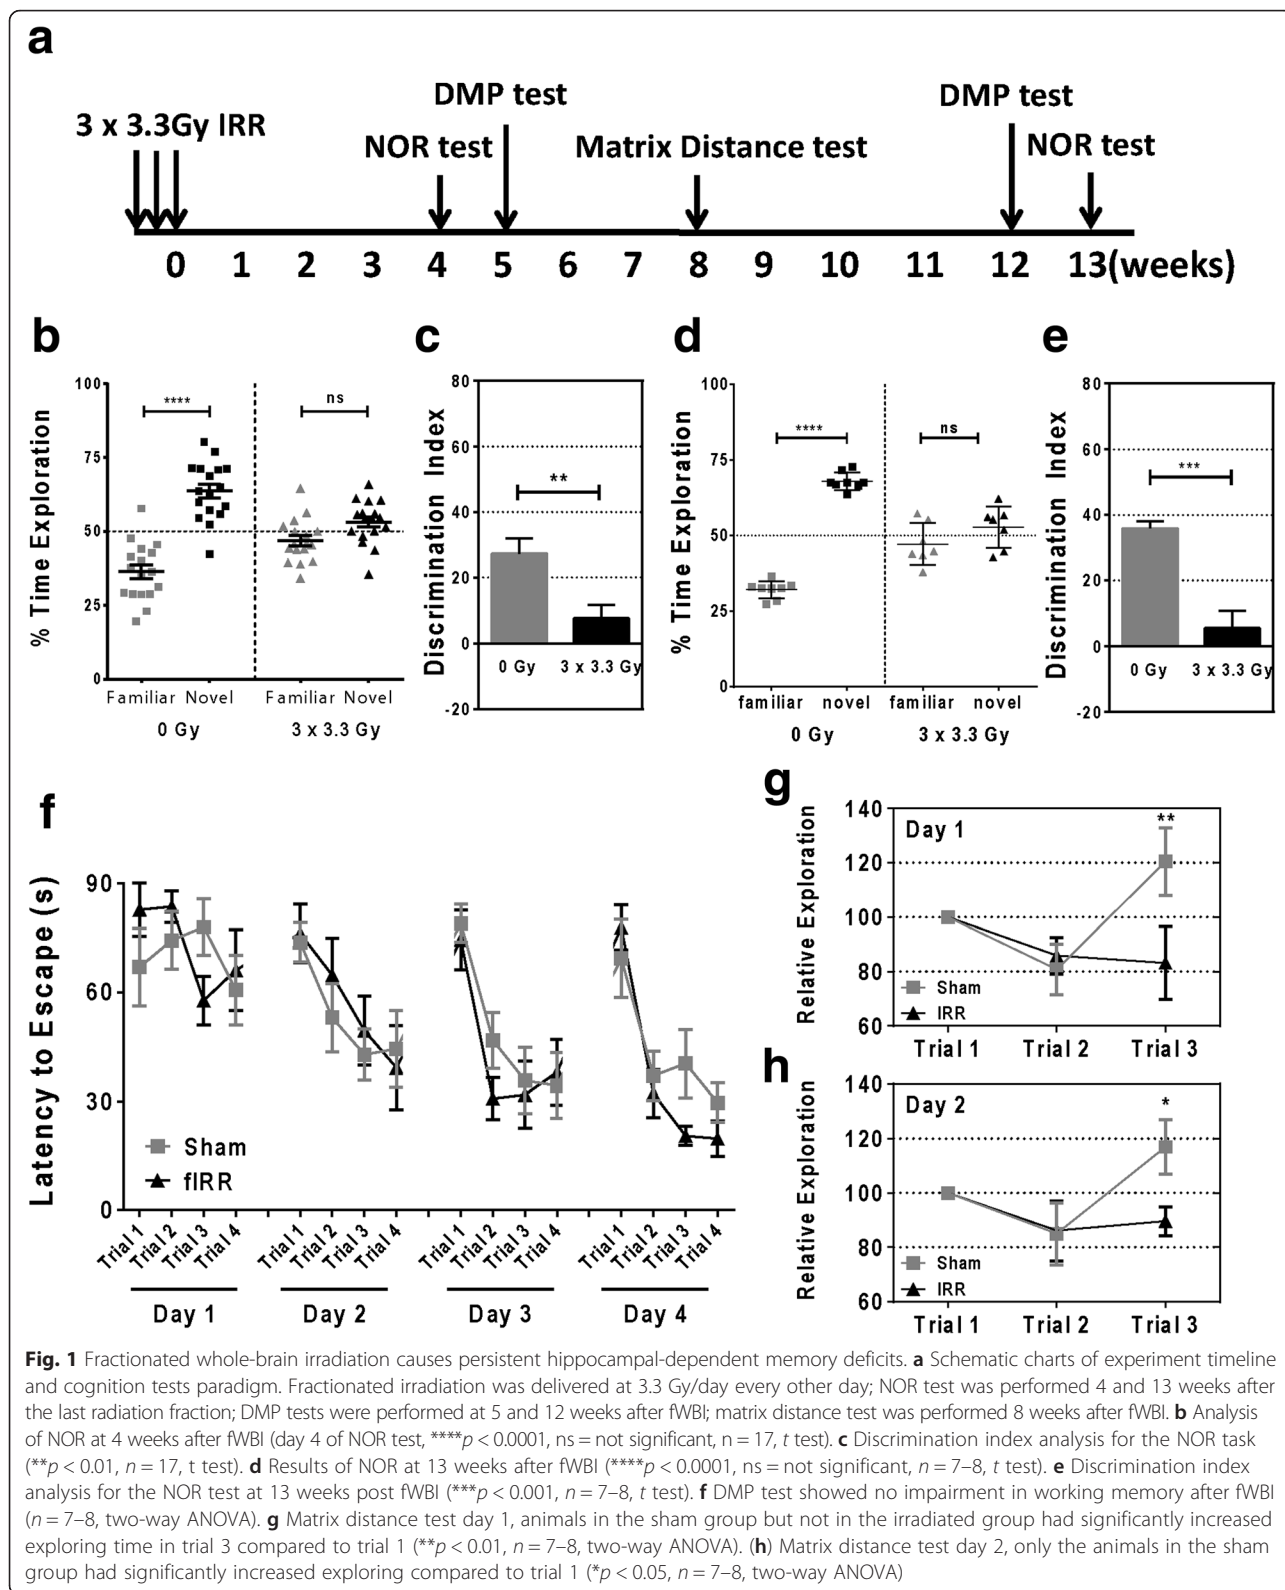 a
DMP test
DMP test
3 x 3.3Gy IRR
NOR test
Matrix Distance test
NOR test
0 1 2 3 4 5 6 7 8 9 10 11 12 13(weeks)
b
% Time Exploration
100
75
50
25
0
****
ns
Familiar Novel Familiar Novel
0 Gy 3 x 3.3 Gy
c
Discrimination Index
80
60
40
20
0
-20
**
0 Gy 3 x 3.3 Gy
d
% Time Exploration
100
75
50
25
0
****
ns
familiar novel familiar novel
0 Gy 3 x 3.3 Gy
e
Discrimination Index
80
60
40
20
0
-20
***
0 Gy 3 x 3.3 Gy
f
Latency to Escape (s)
90
60
30
0
Sham
fIRR
Trial 1 Trial 2 Trial 3 Trial 4 Trial 1 Trial 2 Trial 3 Trial 4 Trial 1 Trial 2 Trial 3 Trial 4 Trial 1 Trial 2 Trial 3 Trial 4
Day 1 Day 2 Day 3 Day 4
g
Relative Exploration
140
120
100
80
60
Day 1
**
Sham
IRR
Trial 1 Trial 2 Trial 3
h
Relative Exploration
140
120
100
80
60
Day 2
*
Sham
IRR
Trial 1 Trial 2 Trial 3
Fig. 1 Fractionated whole-brain irradiation causes persistent hippocampal-dependent memory deficits. a Schematic charts of experiment timeline
and cognition tests paradigm. Fractionated irradiation was delivered at 3.3 Gy/day every other day; NOR test was performed 4 and 13 weeks after
the last radiation fraction; DMP tests were performed at 5 and 12 weeks after fWBI; matrix distance test was performed 8 weeks after fWBI. b Analysis
of NOR at 4 weeks after fWBI (day 4 of NOR test, ****p < 0.0001, ns = not significant, n = 17, t test). c Discrimination index analysis for the NOR task
(**p < 0.01, n = 17, t test). d Results of NOR at 13 weeks after fWBI (****p < 0.0001, ns = not significant, n = 7–8, t test). e Discrimination index
analysis for the NOR test at 13 weeks post fWBI (***p < 0.001, n = 7–8, t test). f DMP test showed no impairment in working memory after fWBI
(n = 7–8, two-way ANOVA). g Matrix distance test day 1, animals in the sham group but not in the irradiated group had significantly increased
exploring time in trial 3 compared to trial 1 (**p < 0.01, n = 7–8, two-way ANOVA). (h) Matrix distance test day 2, only the animals in the sham
group had significantly increased exploring compared to trial 1 (*p < 0.05, n = 7–8, two-way ANOVA)